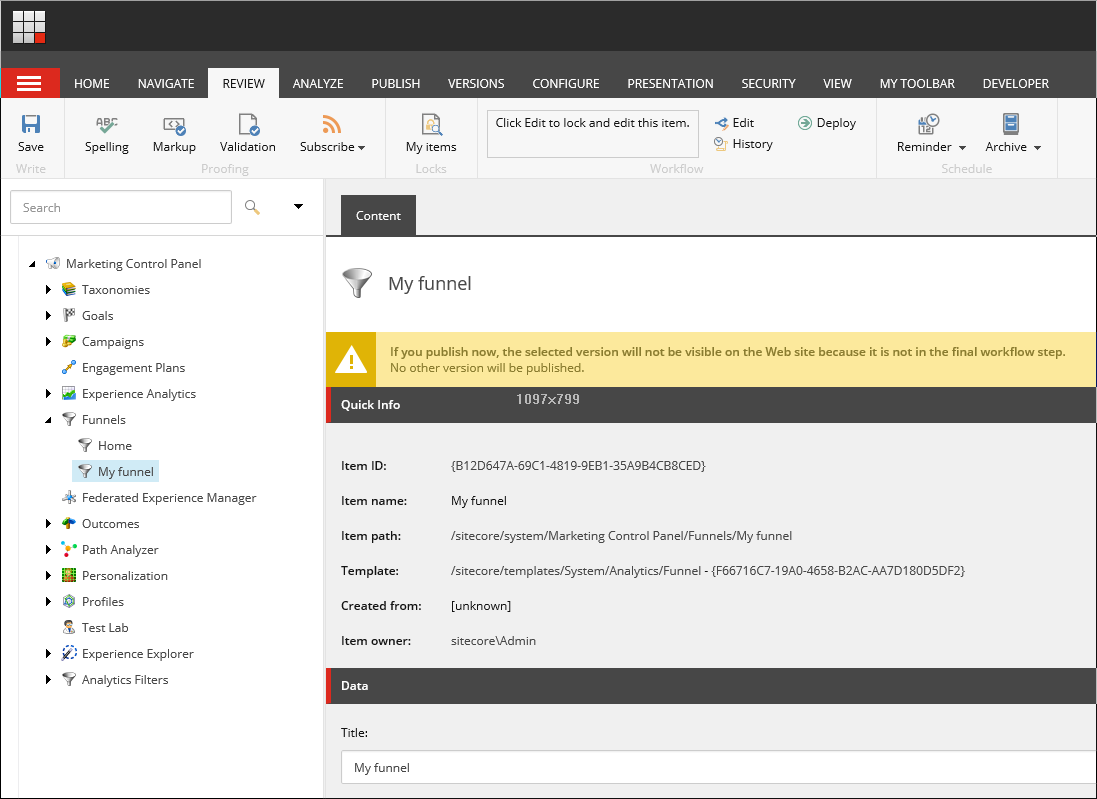 HOME NAVIGATE REVIEW ANALYZE PUBLISH VERSIONS CONFIGURE PRESENTATION SECURITY VIEW MY TOOLBAR DEVELOPER
Click Edit to lock and edit this item. Edit Deploy
Save Spelling Markup Validation Subscribe My items History Reminder Archive
Write Proofing Locks Workflow Schedule
Search
Content
Marketing Control Panel
Taxonomies
Goals
Campaigns
Engagement Plans
Experience Analytics
Funnels
Home
My funnel
Federated Experience Manager
Outcomes
Path Analyzer
Personalization
Profiles
Test Lab
Experience Explorer
Analytics Filters
My funnel
If you publish now, the selected version will not be visible on the Web site because it is not in the final workflow step.
No other version will be published.
Quick Info
1097×799
Item ID: {B12D647A-69C1-4819-9EB1-35A9B4CB8CED}
Item name: My funnel
Item path: /sitecore/system/Marketing Control Panel/Funnels/My funnel
Template: /sitecore/templates/System/Analytics/Funnel - {F66716C7-19A0-4658-B2AC-AA7D180D5DF2}
Created from: [unknown]
Item owner: sitecore\Admin
Data
Title:
My funnel